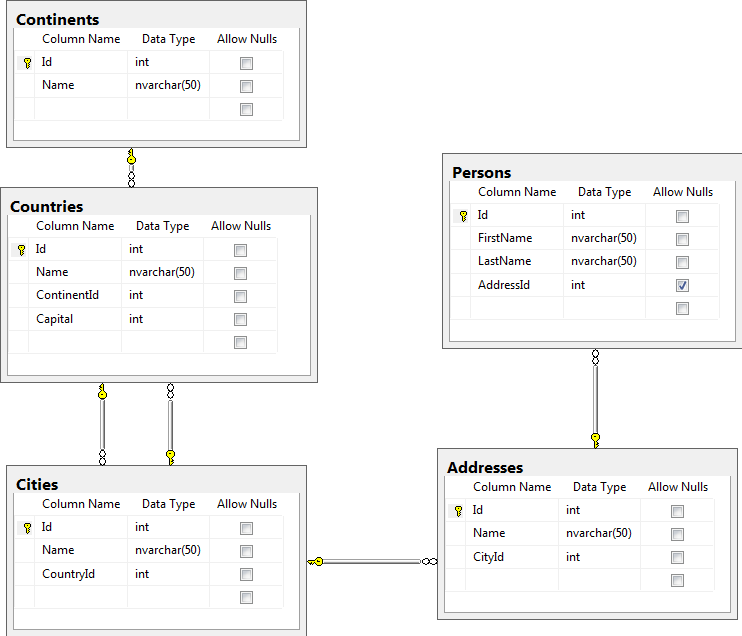 Continents
Column Name Data Type Allow Nulls
Id int
Name nvarchar(50)
Countries
Column Name Data Type Allow Nulls
Id int
Name nvarchar(50)
ContinentId int
Capital int
Cities
Column Name Data Type Allow Nulls
Id int
Name nvarchar(50)
CountryId int
Persons
Column Name Data Type Allow Nulls
Id int
FirstName nvarchar(50)
LastName nvarchar(50)
AddressId int
Addresses
Column Name Data Type Allow Nulls
Id int
Name nvarchar(50)
CityId int